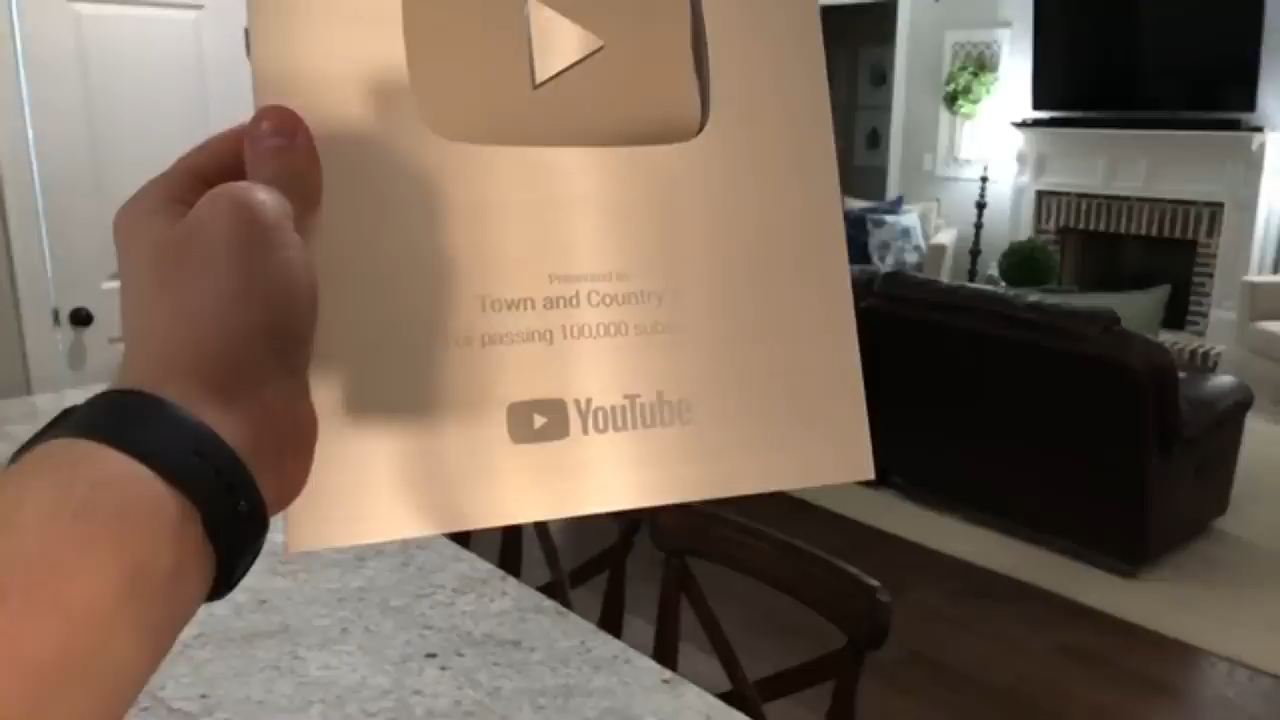 Presented to
Town and Country
passing 100,000
YouTube